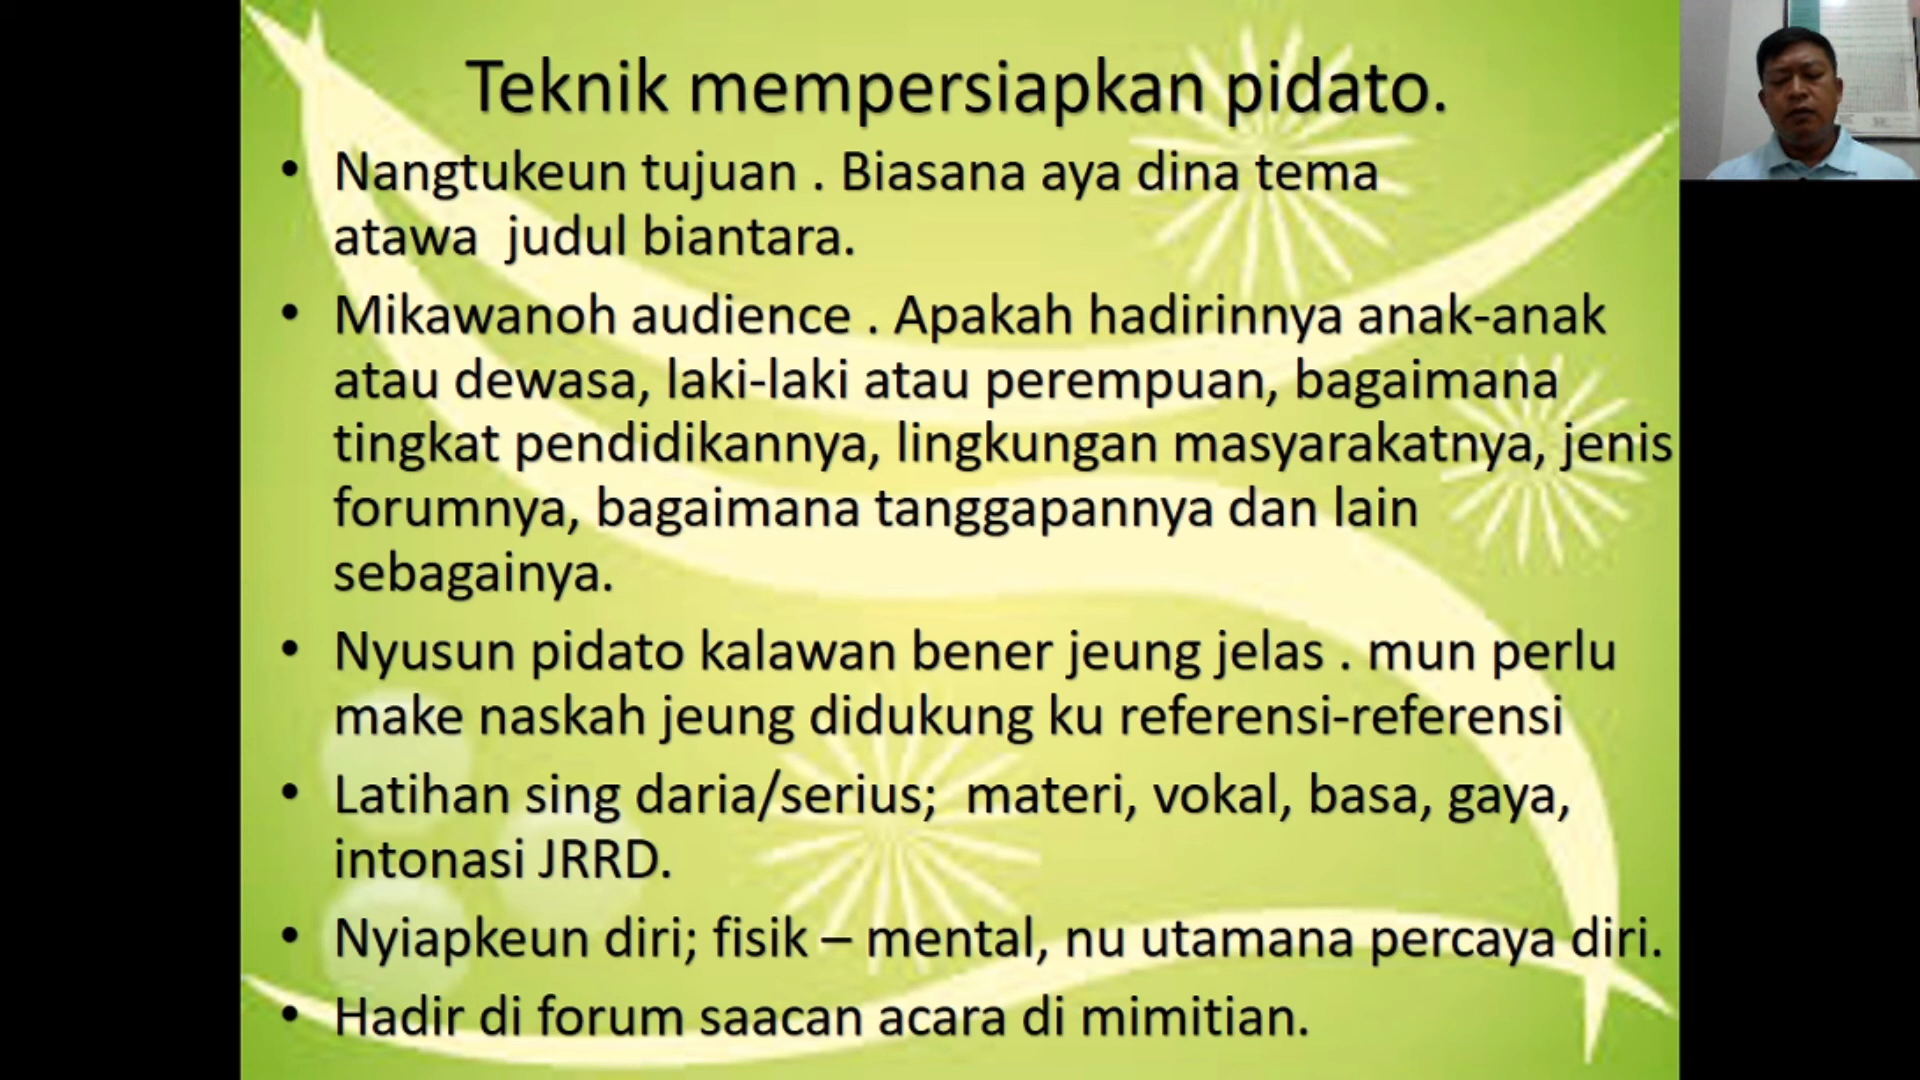 Teknik mempersiapkan pidato.
• Nangtukeun tujuan . Biasana aya dina tema
atawa  judul biantara.
• Mikawanoh audience . Apakah hadirinnya anak-anak
atau dewasa, laki-laki atau perempuan, bagaimana
tingkat pendidikannya, lingkungan masyarakatnya, jenis
forumnya, bagaimana tanggapannya dan lain
sebagainya.
• Nyusun pidato kalawan bener jeung jelas . mun perlu
make naskah jeung didukung ku referensi-referensi
• Latihan sing daria/serius;  materi, vokal, basa, gaya,
intonasi JRRD.
• Nyiapkeun diri; fisik – mental, nu utamana percaya diri.
• Hadir di forum saacan acara di mimitian.